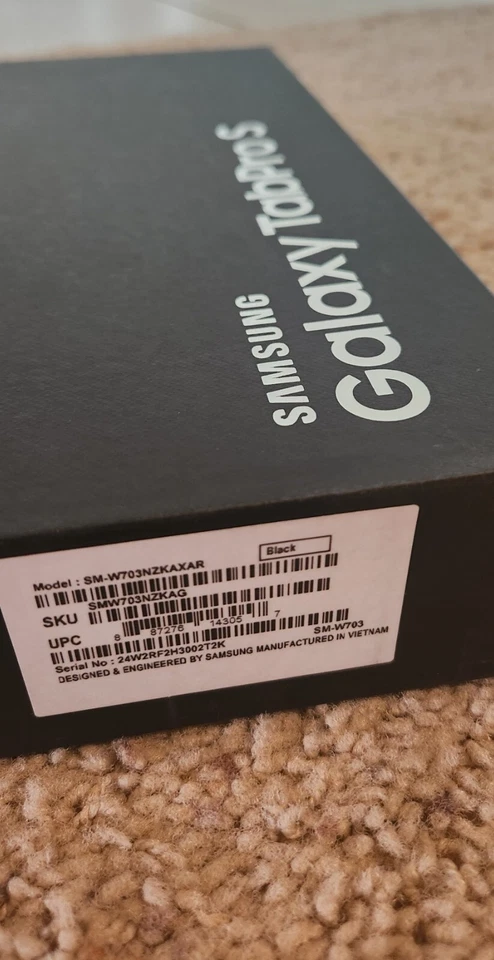 SAMSUNG
Galaxy TabPro S
Black
Model : SM-W703NZKAXAR
SKU SMW703NZKAG
UPC 8 87276 14305 7
SM-W703
Serial No : 24W2RF2H3002T2K
DESIGNED & ENGINEERED BY SAMSUNG MANUFACTURED IN VIETNAM